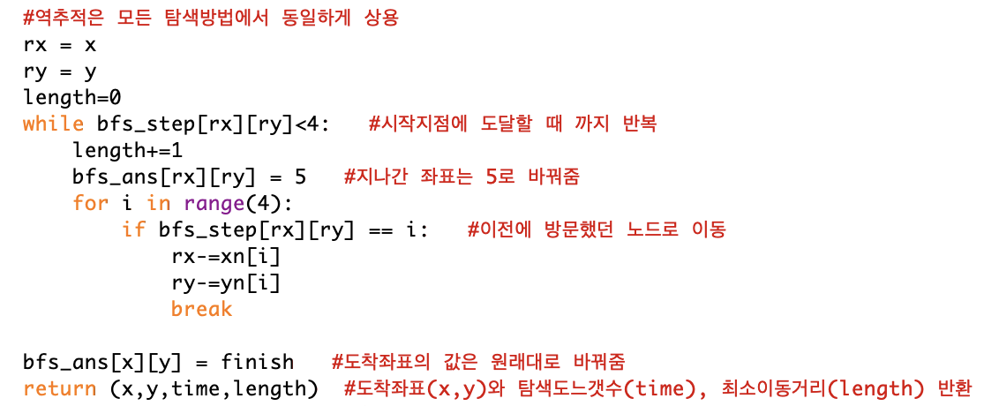 #역추적은 모든 탐색방법에서 동일하게 상용
rx = x
ry = y
length=0
while bfs_step[rx][ry]<4:   #시작지점에 도달할 때 까지 반복
    length+=1
    bfs_ans[rx][ry] = 5   #지나간 좌표는 5로 바꿔줌
    for i in range(4):
        if bfs_step[rx][ry] == i:   #이전에 방문했던 노드로 이동
            rx-=xn[i]
            ry-=yn[i]
            break
bfs_ans[x][y] = finish   #도착좌표의 값은 원래대로 바꿔줌
return (x,y,time,length)  #도착좌표(x,y)와 탐색도느갯수(time), 최소이동거리(length) 반환